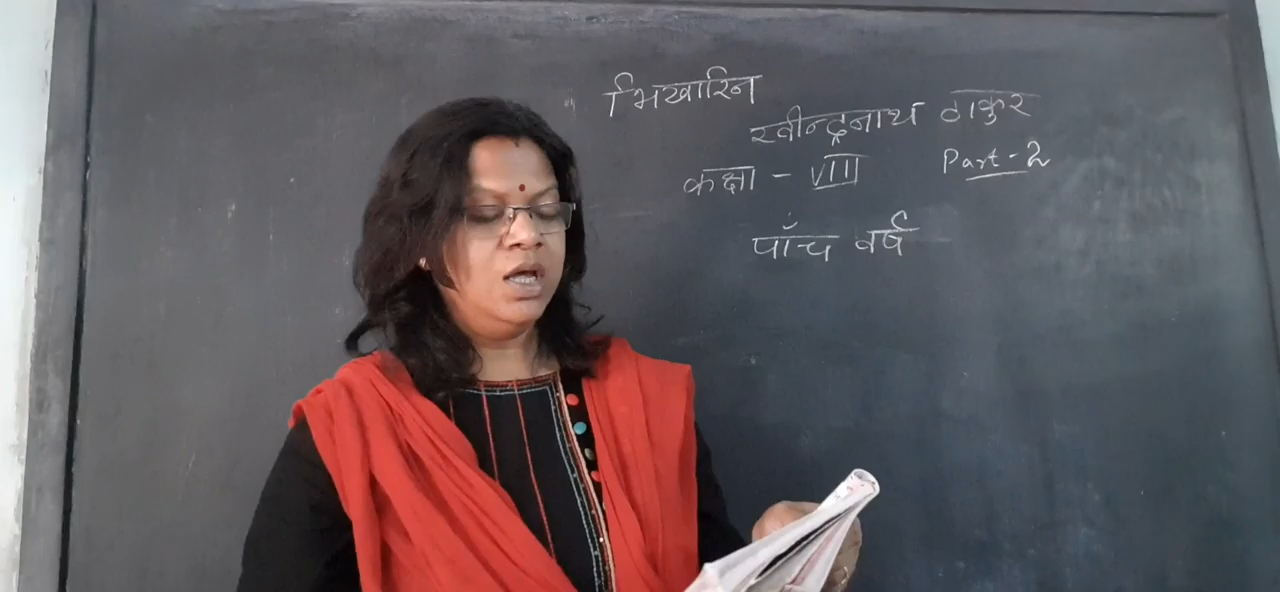 भिखारिन
रवीन्द्रनाथ ठाकुर
कक्षा - VIII Part-2
पाँच वर्ष